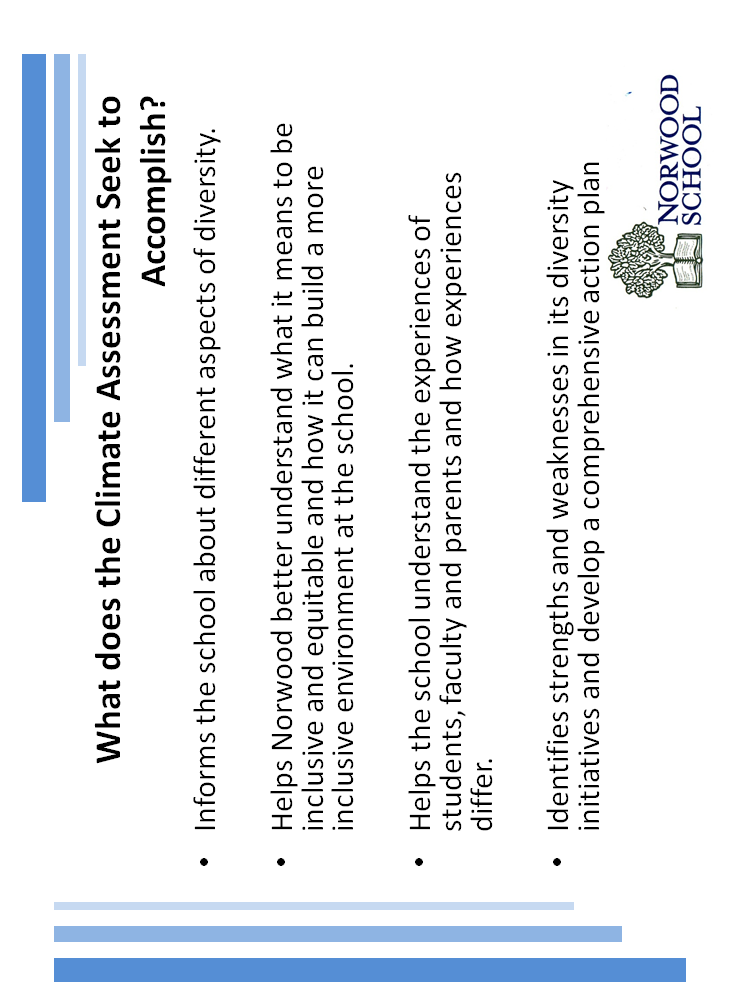 What does the Climate Assessment Seek to
Accomplish?
• Informs the school about different aspects of diversity.
• Helps Norwood better understand what it means to be
inclusive and equitable and how it can build a more
inclusive environment at the school.
• Helps the school understand the experiences of
students, faculty and parents and how experiences
differ.
• Identifies strengths and weaknesses in its diversity
initiatives and develop a comprehensive action plan
NORWOOD
SCHOOL